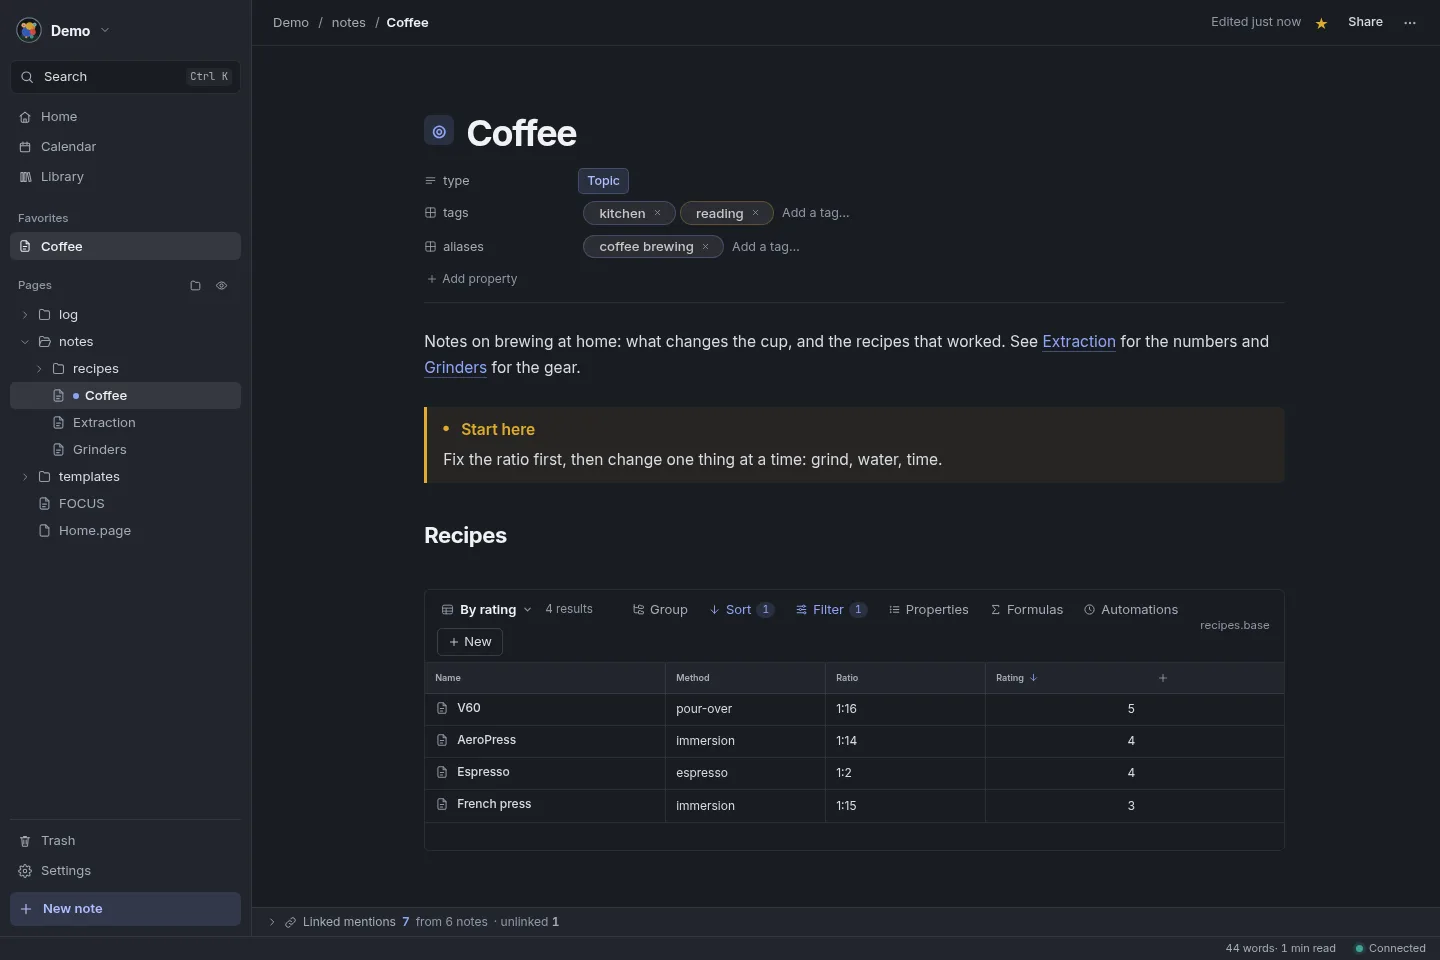 Demo
Search Ctrl K
Home
Calendar
Library
Favorites
Coffee
Pages
log
notes
recipes
Coffee
Extraction
Grinders
templates
FOCUS
Home.page
Trash
Settings
New note
Demo / notes / Coffee
Edited just now Share
Coffee
type Topic
tags kitchen × reading × Add a tag...
aliases coffee brewing × Add a tag...
+ Add property
Notes on brewing at home: what changes the cup, and the recipes that worked. See Extraction for the numbers and
Grinders for the gear.
Start here
Fix the ratio first, then change one thing at a time: grind, water, time.
Recipes
By rating 4 results Group Sort 1 Filter 1 Properties Formulas Automations
recipes.base
+ New
Name Method Ratio Rating ↓ +
V60 pour-over 1:16 5
AeroPress immersion 1:14 4
Espresso espresso 1:2 4
French press immersion 1:15 3
Linked mentions 7 from 6 notes · unlinked 1
44 words· 1 min read Connected